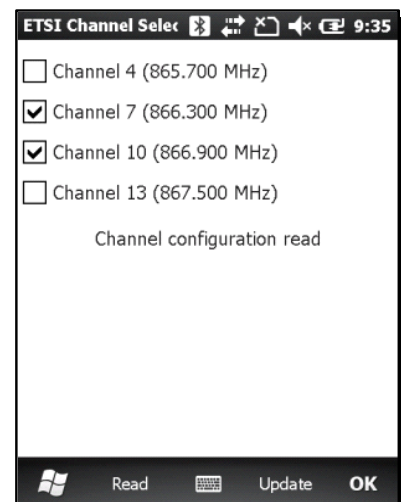 ETSI Channel Selec 9:35
Channel 4 (865.700 MHz)
Channel 7 (866.300 MHz)
Channel 10 (866.900 MHz)
Channel 13 (867.500 MHz)
Channel configuration read
Read Update OK